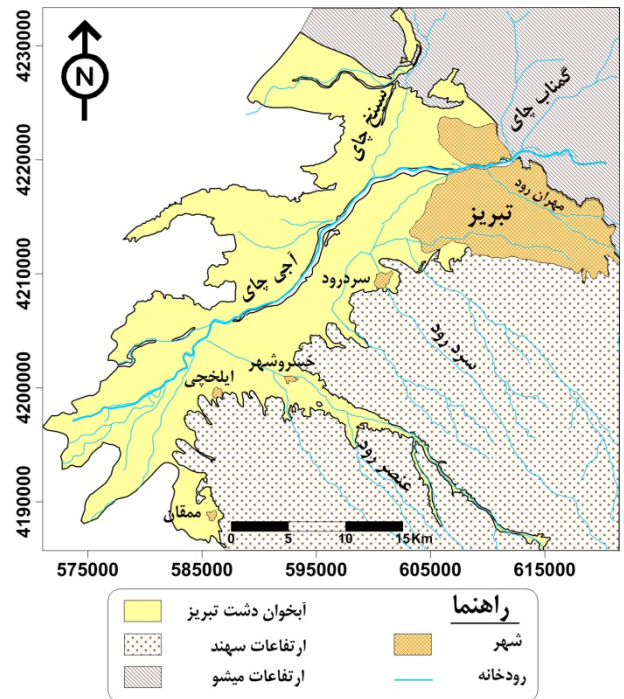 4230000
4220000
4210000
4200000
4190000
N
گمناب چای
سینخ چای
مهران رود
تبریز
آجی چای
سردرود
سرد رود
خسروشهر
ایلخچی
عنصر رود
ممقان
0 5 10 15Km
575000 585000 595000 605000 615000
راهنما
شهر
رودخانه
آبخوان دشت تبریز
ارتفاعات سهند
ارتفاعات میشو